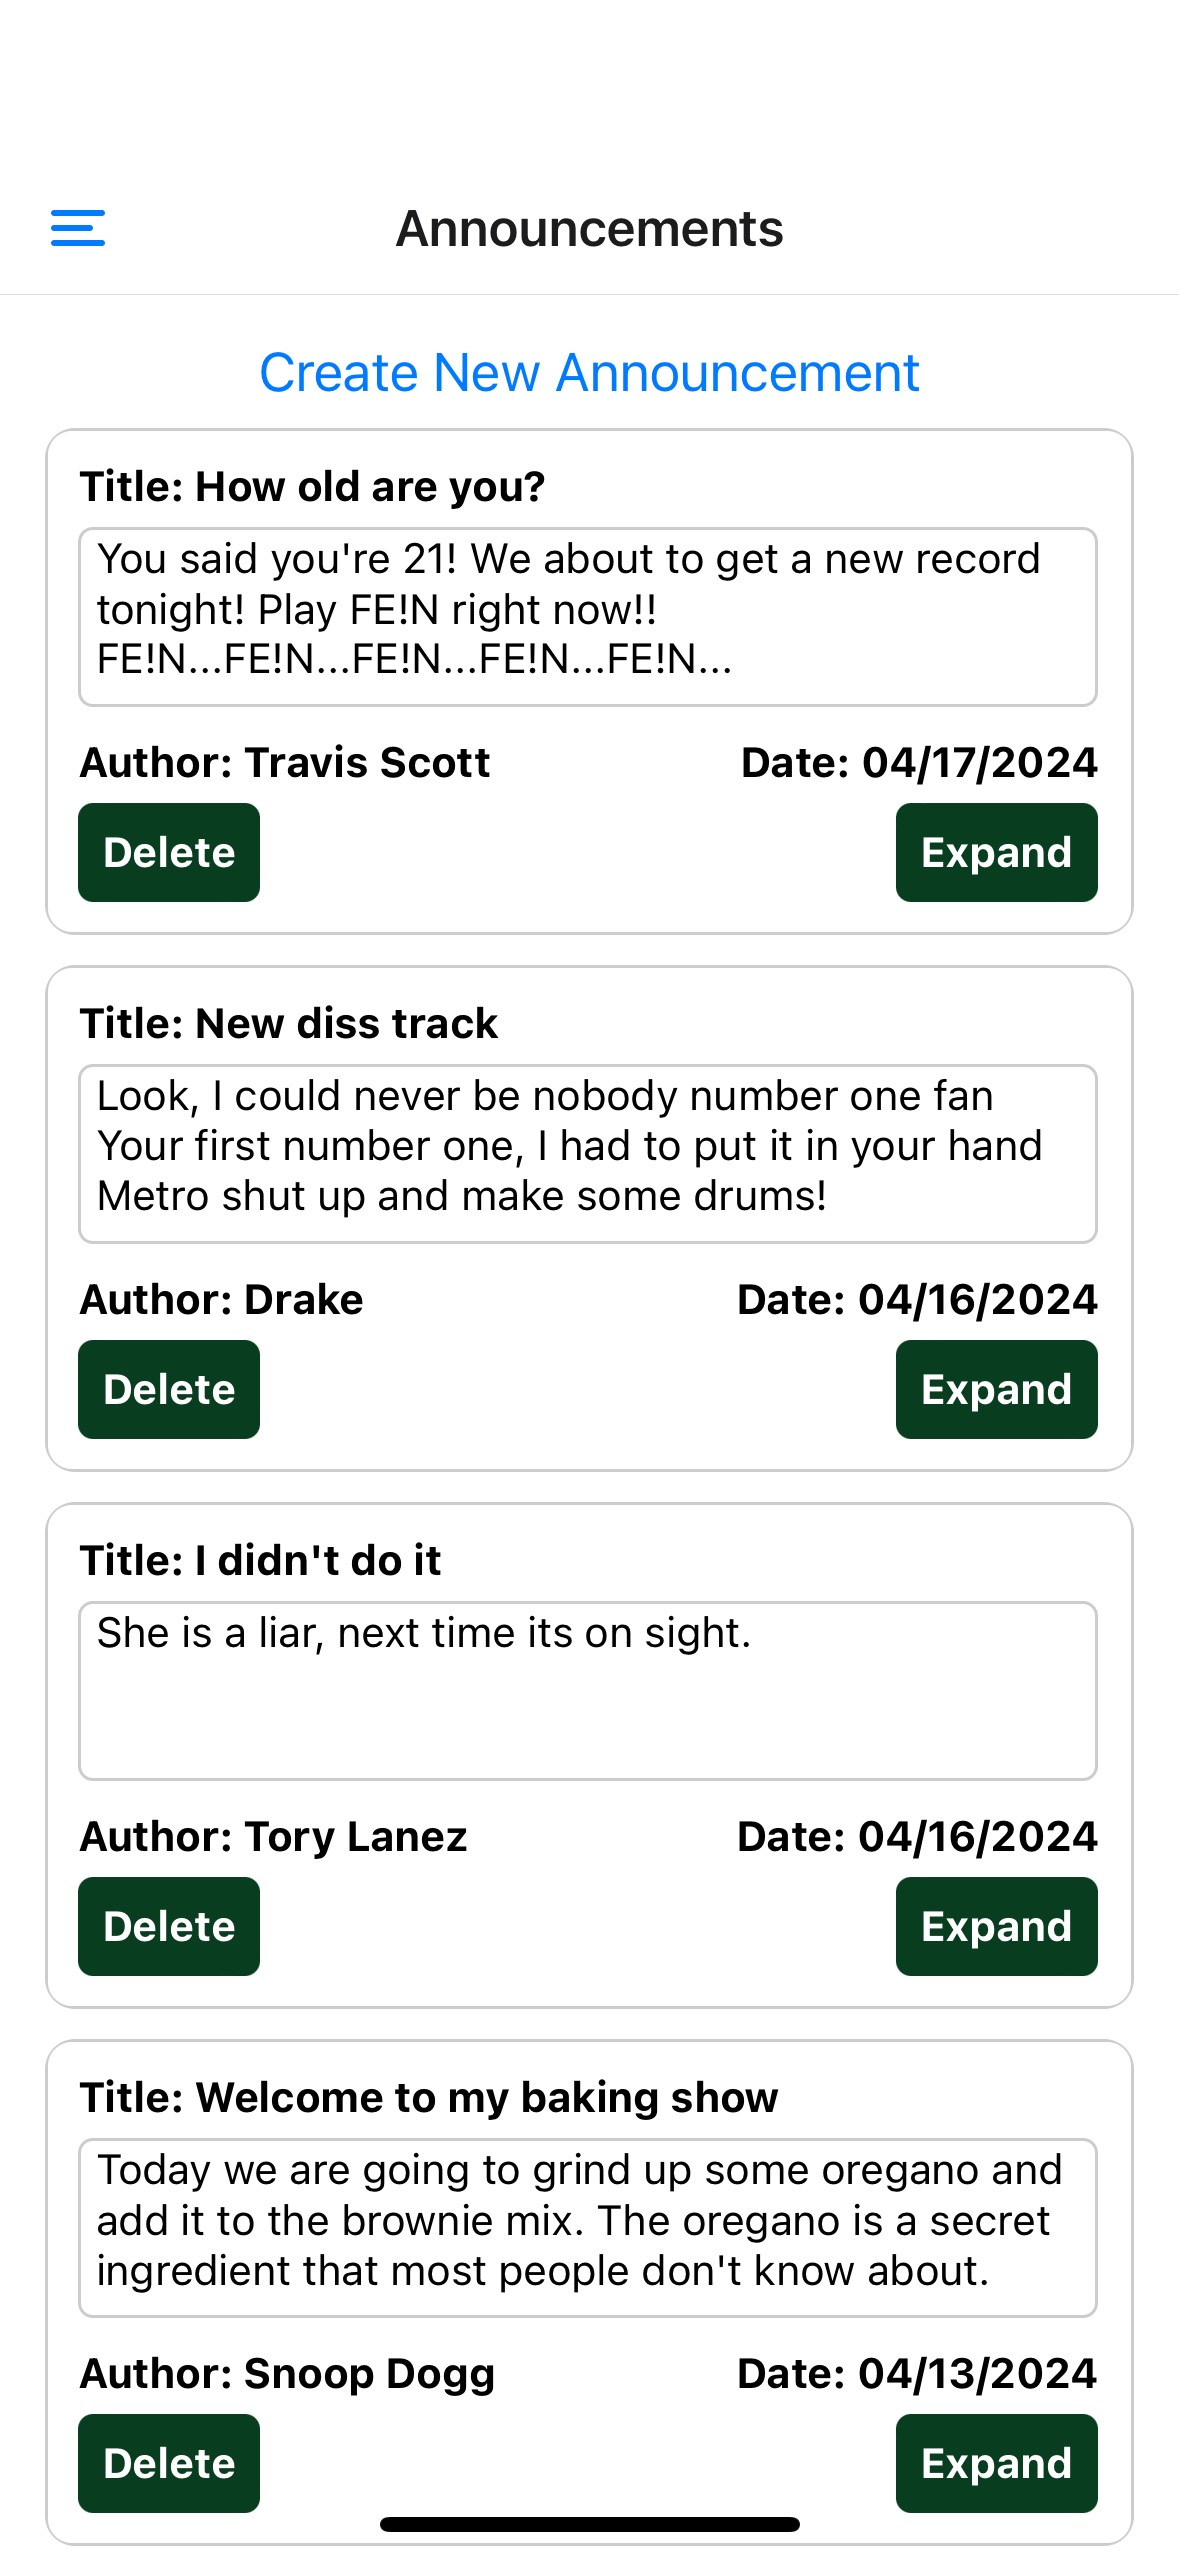 Announcements
Create New Announcement
Title: How old are you?
You said you're 21! We about to get a new record
tonight! Play FE!N right now!!
FE!N...FE!N...FE!N...FE!N...FE!N...
Author: Travis Scott Date: 04/17/2024
Delete Expand
Title: New diss track
Look, I could never be nobody number one fan
Your first number one, I had to put it in your hand
Metro shut up and make some drums!
Author: Drake Date: 04/16/2024
Delete Expand
Title: I didn't do it
She is a liar, next time its on sight.
Author: Tory Lanez Date: 04/16/2024
Delete Expand
Title: Welcome to my baking show
Today we are going to grind up some oregano and
add it to the brownie mix. The oregano is a secret
ingredient that most people don't know about.
Author: Snoop Dogg Date: 04/13/2024
Delete Expand